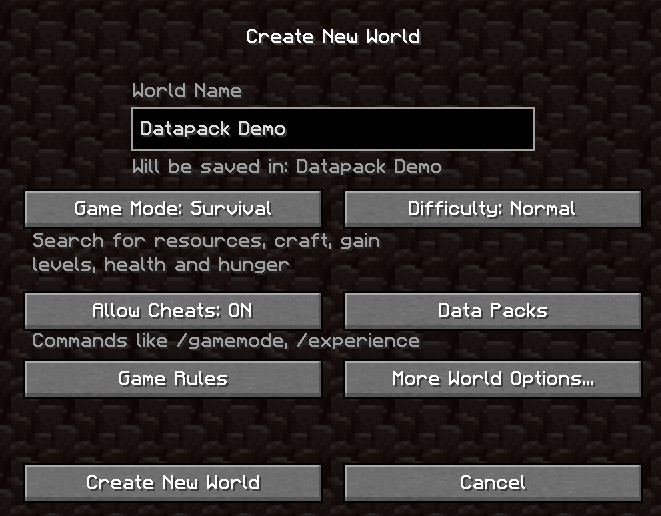 Create New World
World Name
Datapack Demo
Will be saved in: Datapack Demo
Game Mode: Survival
Difficulty: Normal
Search for resources, craft, gain
levels, health and hunger
Allow Cheats: ON
Data Packs
Commands like /gamemode, /experience
Game Rules
More World Options...
Create New World
Cancel